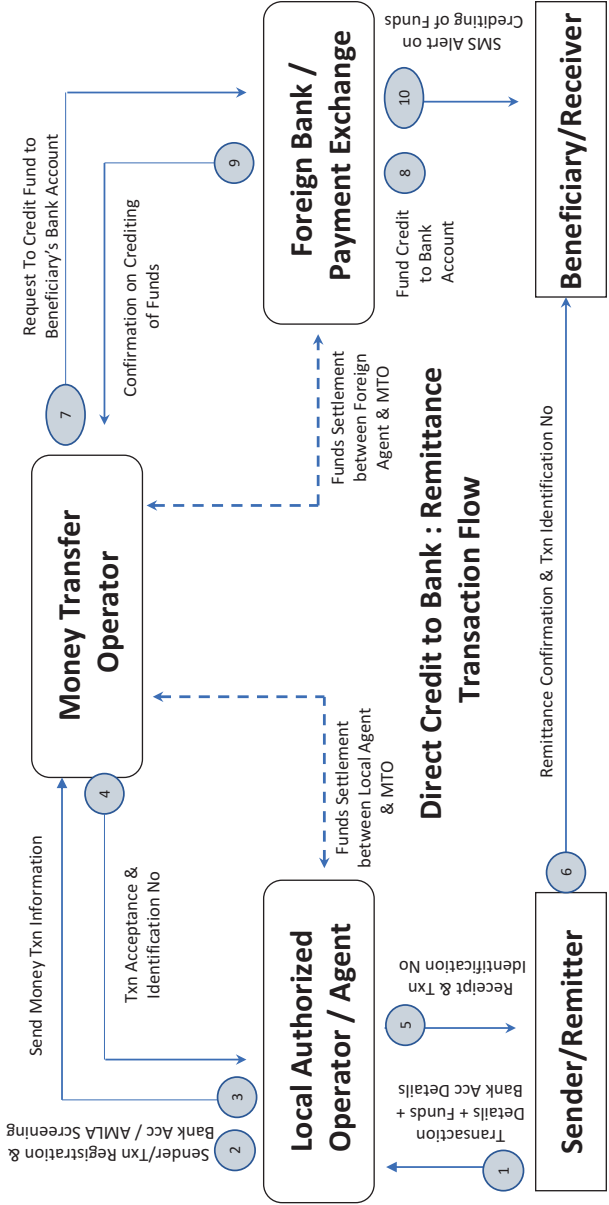 Send Money Txn Information
3
4
Txn Acceptance &
Identification No
Money Transfer
Operator
7
Request To Credit Fund to
Beneficiary's Bank Account
Confirmation on Crediting
of Funds
9
2
Sender/Txn Registration &
Bank Acc / AMLA Screening
Local Authorized
Operator / Agent
Funds Settlement
between Local Agent
& MTO
Funds Settlement
between Foreign
Agent & MTO
Foreign Bank /
Payment Exchange
1
Transaction
Details + Funds +
Bank Acc Details
5
Receipt & Txn
Identification No
Direct Credit to Bank : Remittance
Transaction Flow
Fund Credit
to Bank
Account
8
10
SMS Alert on
Crediting of Funds
Sender/Remitter
6
Remittance Confirmation & Txn Identification No
Beneficiary/Receiver